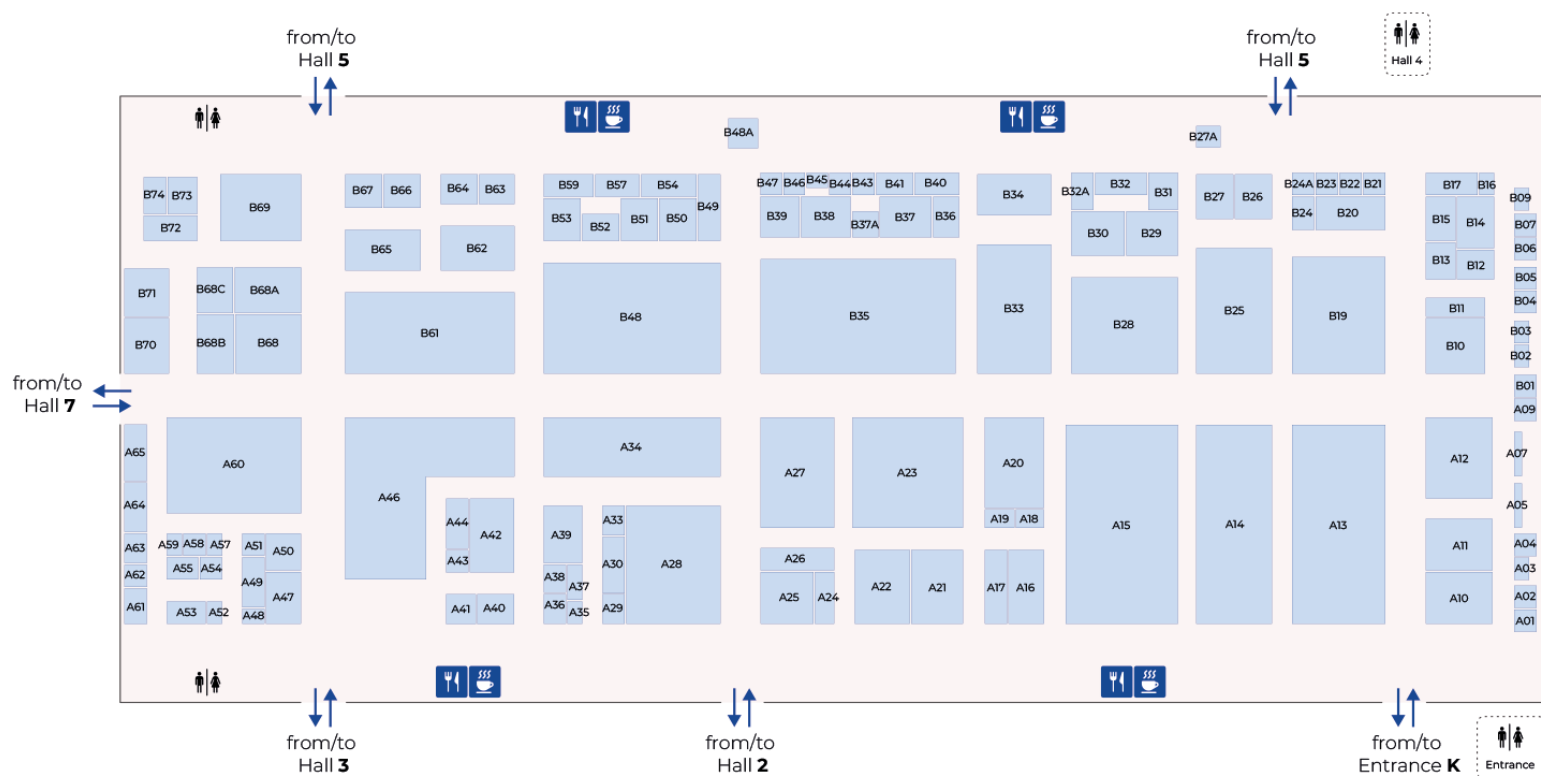 from/to
Hall 5
from/to
Hall 5
Hall 4
B48A
B27A
B74
B73
B72
B69
B67
B66
B64
B63
B59
B57
B54
B49
B53
B52
B51
B50
B47
B46
B45
B44
B43
B41
B40
B39
B38
B37A
B37
B36
B34
B32A
B32
B31
B30
B29
B27
B26
B24A
B23
B22
B21
B24
B20
B17
B16
B15
B14
B13
B12
B09
B07
B06
B05
B04
B03
B02
B01
B65
B62
B71
B70
B68C
B68A
B68B
B68
B61
B48
B35
B33
B28
B25
B19
B11
B10
from/to
Hall 7
A65
A64
A63
A62
A61
A60
A59
A58
A57
A55
A54
A53
A52
A51
A50
A49
A48
A47
A46
A44
A43
A42
A41
A40
A34
A39
A38
A37
A36
A35
A33
A30
A29
A28
A27
A23
A26
A25
A24
A22
A21
A20
A19
A18
A17
A16
A15
A14
A13
A12
A11
A10
A09
A07
A05
A04
A03
A02
A01
from/to
Hall 3
from/to
Hall 2
from/to
Entrance K
Entrance